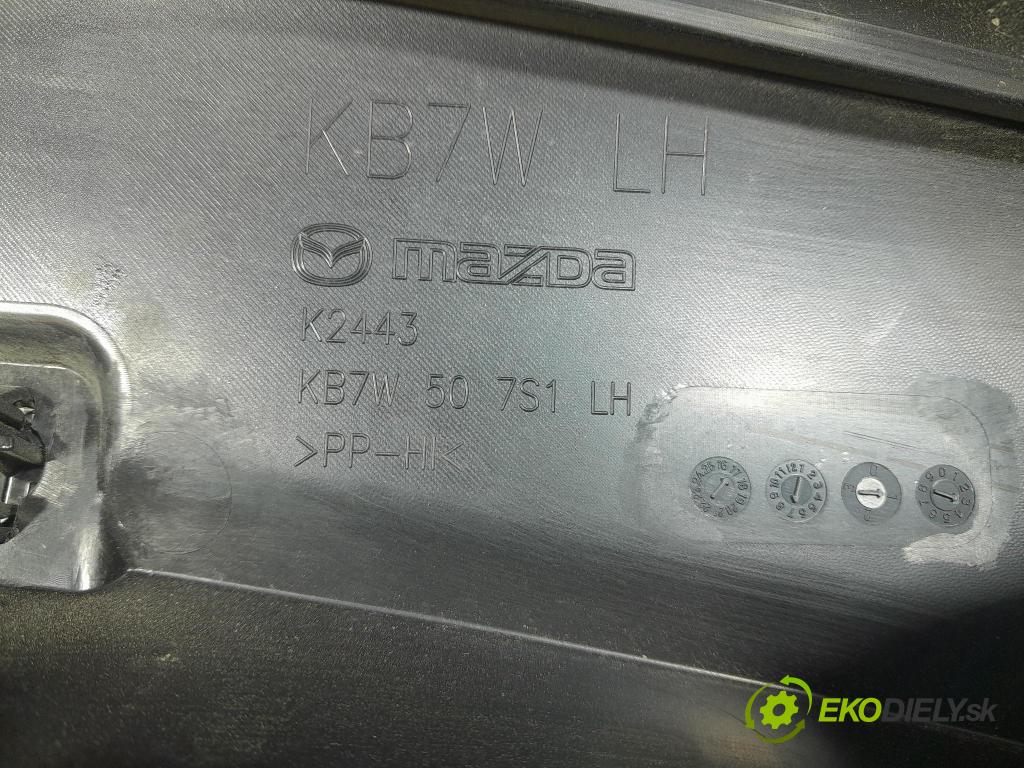 KB7W LH
mazDa
K2443
KB7W 50 7S1 LH
>PP-HI<
EKODIELY.sk